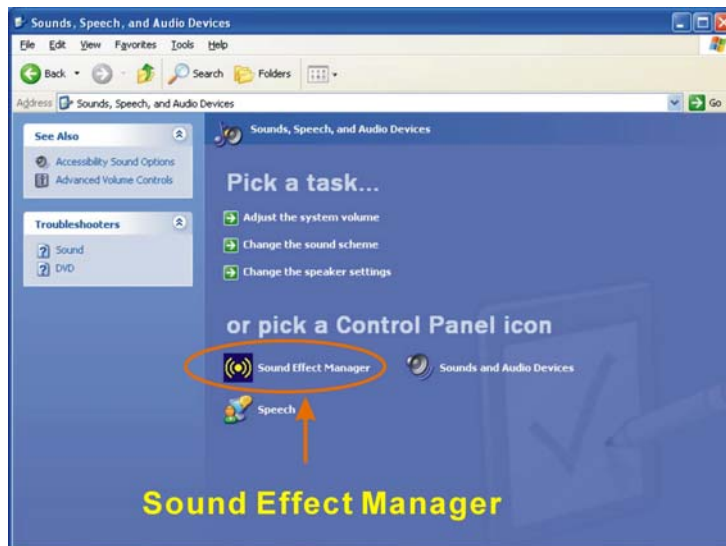 Sounds, Speech, and Audio Devices
File Edit View Favorites Tools Help
Back Search Folders
Address Sounds, Speech, and Audio Devices Go
See Also
Accessibility Sound Options
Advanced Volume Controls
Troubleshooters
Sound
DVD
Sounds, Speech, and Audio Devices
Pick a task...
Adjust the system volume
Change the sound scheme
Change the speaker settings
or pick a Control Panel icon
Sound Effect Manager Sounds and Audio Devices
Speech
Sound Effect Manager